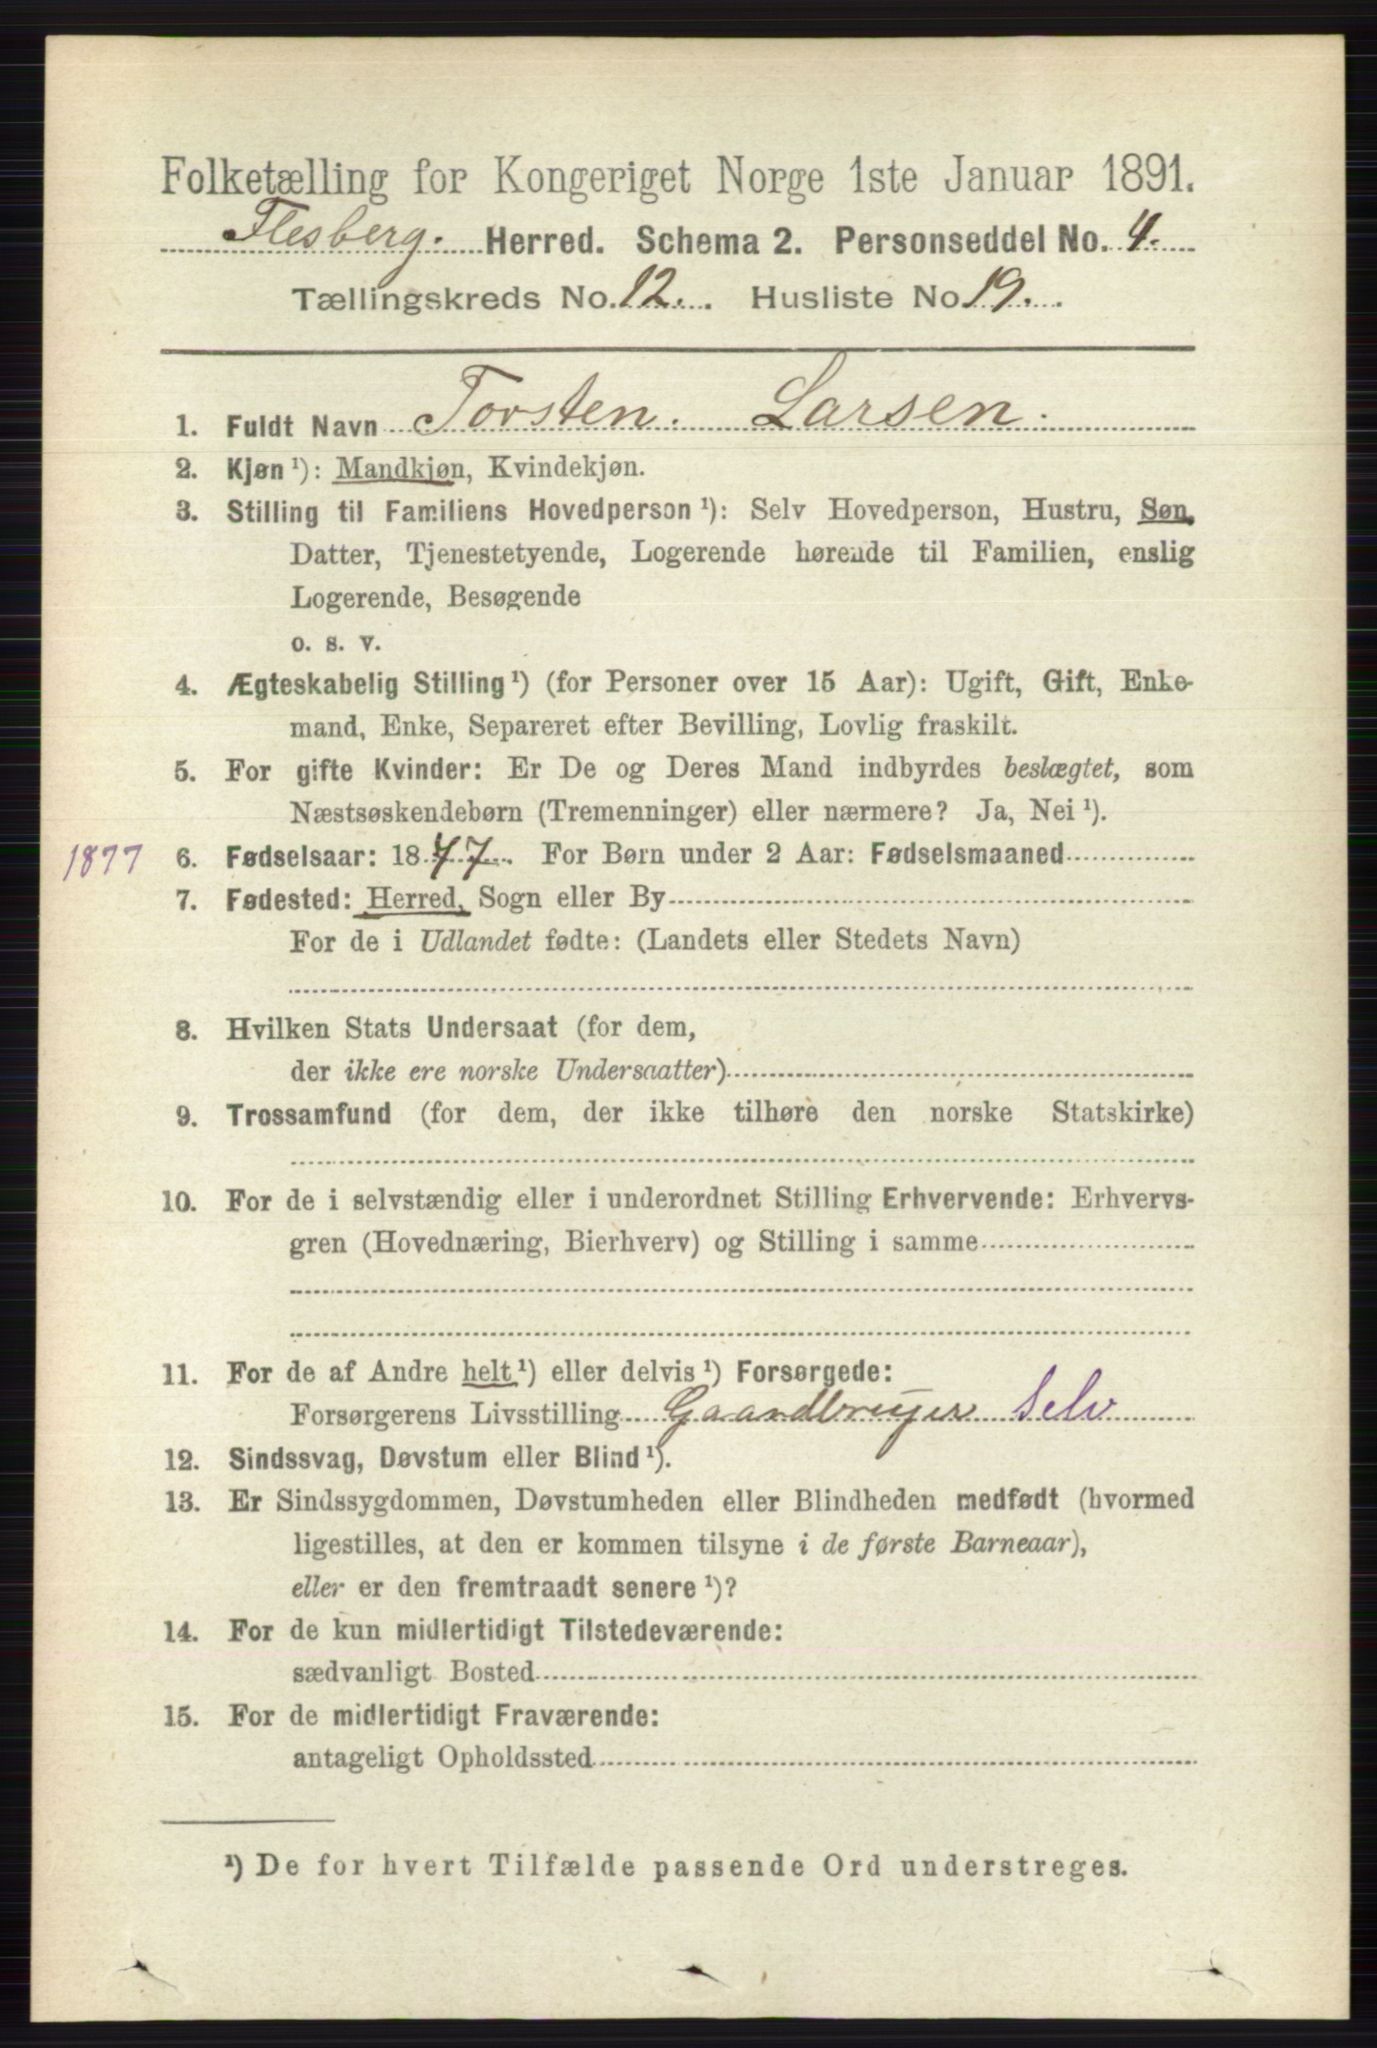 Folketælling for Kongeriget Norge 1ste Januar 1891.
Flesberg. Herred. Schema 2. Personseddel No. 4.
Tællingskreds No. 12. Husliste No 19.
1. Fuldt Navn Torsten. Larsen.
2. Kjøn ¹): Mandkjøn, Kvindekjøn.
3. Stilling til Familiens Hovedperson ¹): Selv Hovedperson, Hustru, Søn,
Datter, Tjenestetyende, Logerende hørende til Familien, enslig
Logerende, Besøgende
o. s. v.
4. Ægteskabelig Stilling ¹) (for Personer over 15 Aar): Ugift, Gift, Enke-
mand, Enke, Separeret efter Bevilling, Lovlig fraskilt.
5. For gifte Kvinder: Er De og Deres Mand indbyrdes beslægtet, som
Næstsøskendebørn (Tremenninger) eller nærmere? Ja, Nei ¹).
1877 6. Fødselsaar: 1877. For Børn under 2 Aar: Fødselsmaaned
7. Fødested: Herred, Sogn eller By
For de i Udlandet fødte: (Landets eller Stedets Navn)
8. Hvilken Stats Undersaat (for dem,
der ikke ere norske Undersaatter)
9. Trossamfund (for dem, der ikke tilhøre den norske Statskirke)
10. For de i selvstændig eller i underordnet Stilling Erhvervende: Erhvervs-
gren (Hovednæring, Bierhverv) og Stilling i samme
11. For de af Andre helt ¹) eller delvis ¹) Forsørgede:
Forsørgerens Livsstilling Gaardbruger Selv
12. Sindssvag, Døvstum eller Blind ¹).
13. Er Sindssygdommen, Døvstumheden eller Blindheden medfødt (hvormed
ligestilles, at den er kommen tilsyne i de første Barneaar),
eller er den fremtraadt senere ¹)?
14. For de kun midlertidigt Tilstedeværende:
sædvanligt Bosted
15. For de midlertidigt Fraværende:
antageligt Opholdssted
¹) De for hvert Tilfælde passende Ord understreges.